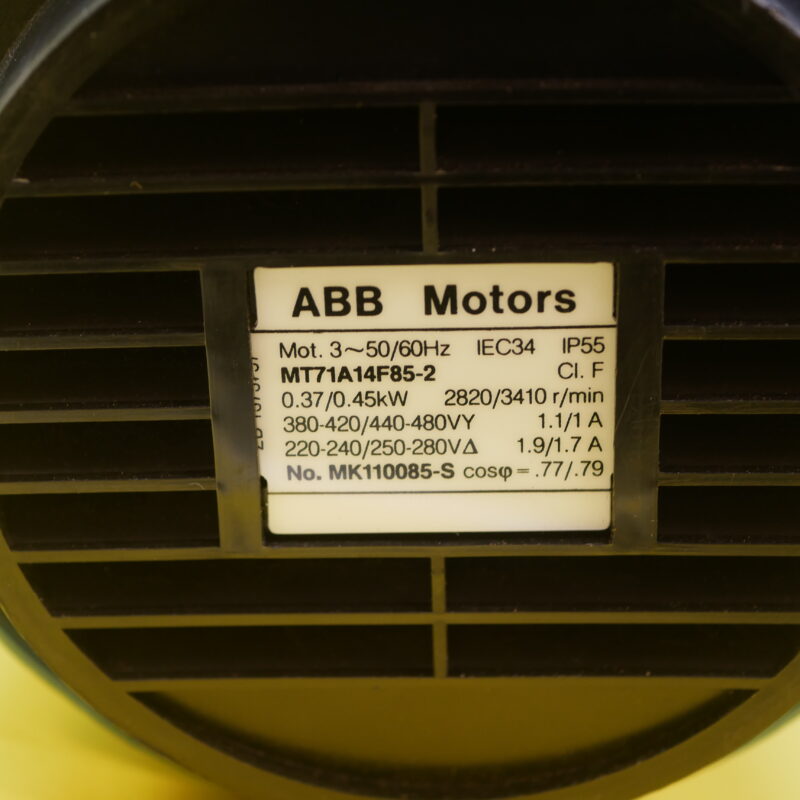 ABB Motors
Mot. 3~50/60Hz IEC34 IP55
MT71A14F85-2 Cl. F
0.37/0.45kW 2820/3410 r/min
380-420/440-480VY 1.1/1 A
220-240/250-280VΔ 1.9/1.7 A
No. MK110085-S cosφ = .77/.79